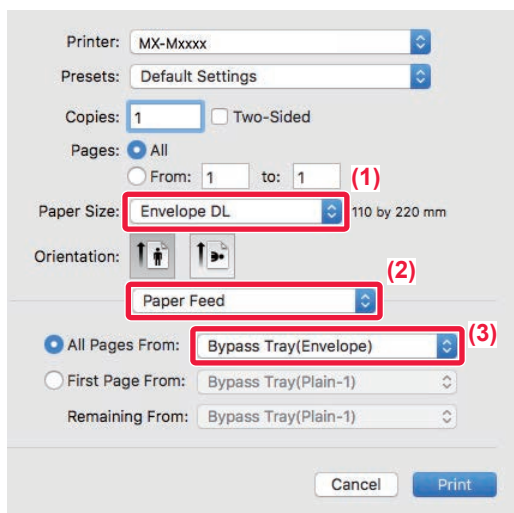 Printer: MX-Mxxxx
Presets: Default Settings
Copies: 1 Two-Sided
Pages: All
From: 1 to: 1 (1)
Paper Size: Envelope DL 110 by 220 mm
Orientation:
(2)
Paper Feed
(3)
All Pages From: Bypass Tray(Envelope)
First Page From: Bypass Tray(Plain-1)
Remaining From: Bypass Tray(Plain-1)
Cancel Print